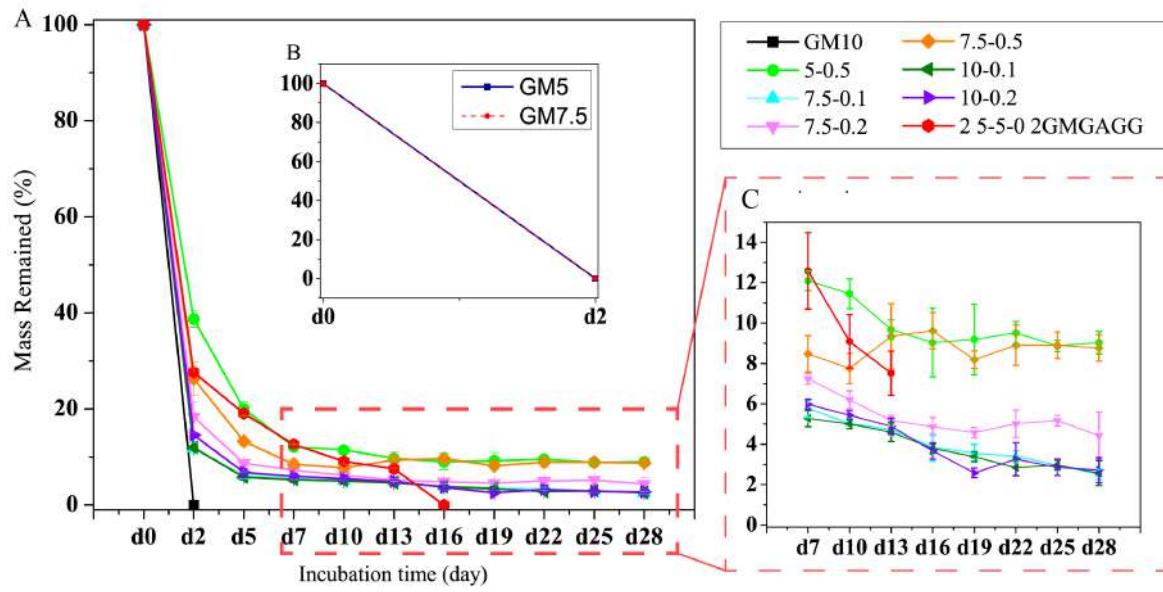 A
100
80
60
40
20
0
Mass Remained (%)
d0 d2 d5 d7 d10 d13 d16 d19 d22 d25 d28
Incubation time (day)
B
100
80
60
40
20
0
d0 d2
GM5
GM7.5
GM10
5-0.5
7.5-0.1
7.5-0.2
7.5-0.5
10-0.1
10-0.2
2 5-5-0 2GMGAGG
C
14
12
10
8
6
4
2
0
d7 d10 d13 d16 d19 d22 d25 d28